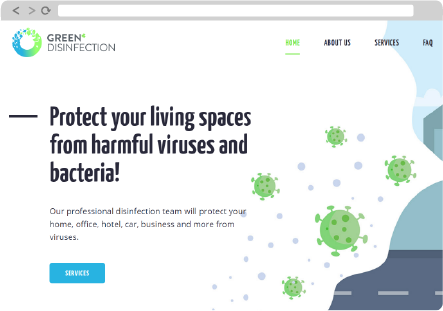 GREEN
DISINFECTION
HOME ABOUT US SERVICES FAQ
Protect your living spaces
from harmful viruses and
bacteria!
Our professional disinfection team will protect your
home, office, hotel, car, business and more from
viruses.
SERVICES